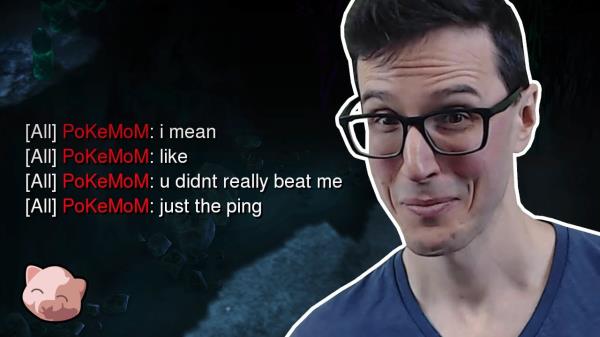 [All] PoKeMoM: i mean
[All] PoKeMoM: like
[All] PoKeMoM: u didnt really beat me
[All] PoKeMoM: just the ping